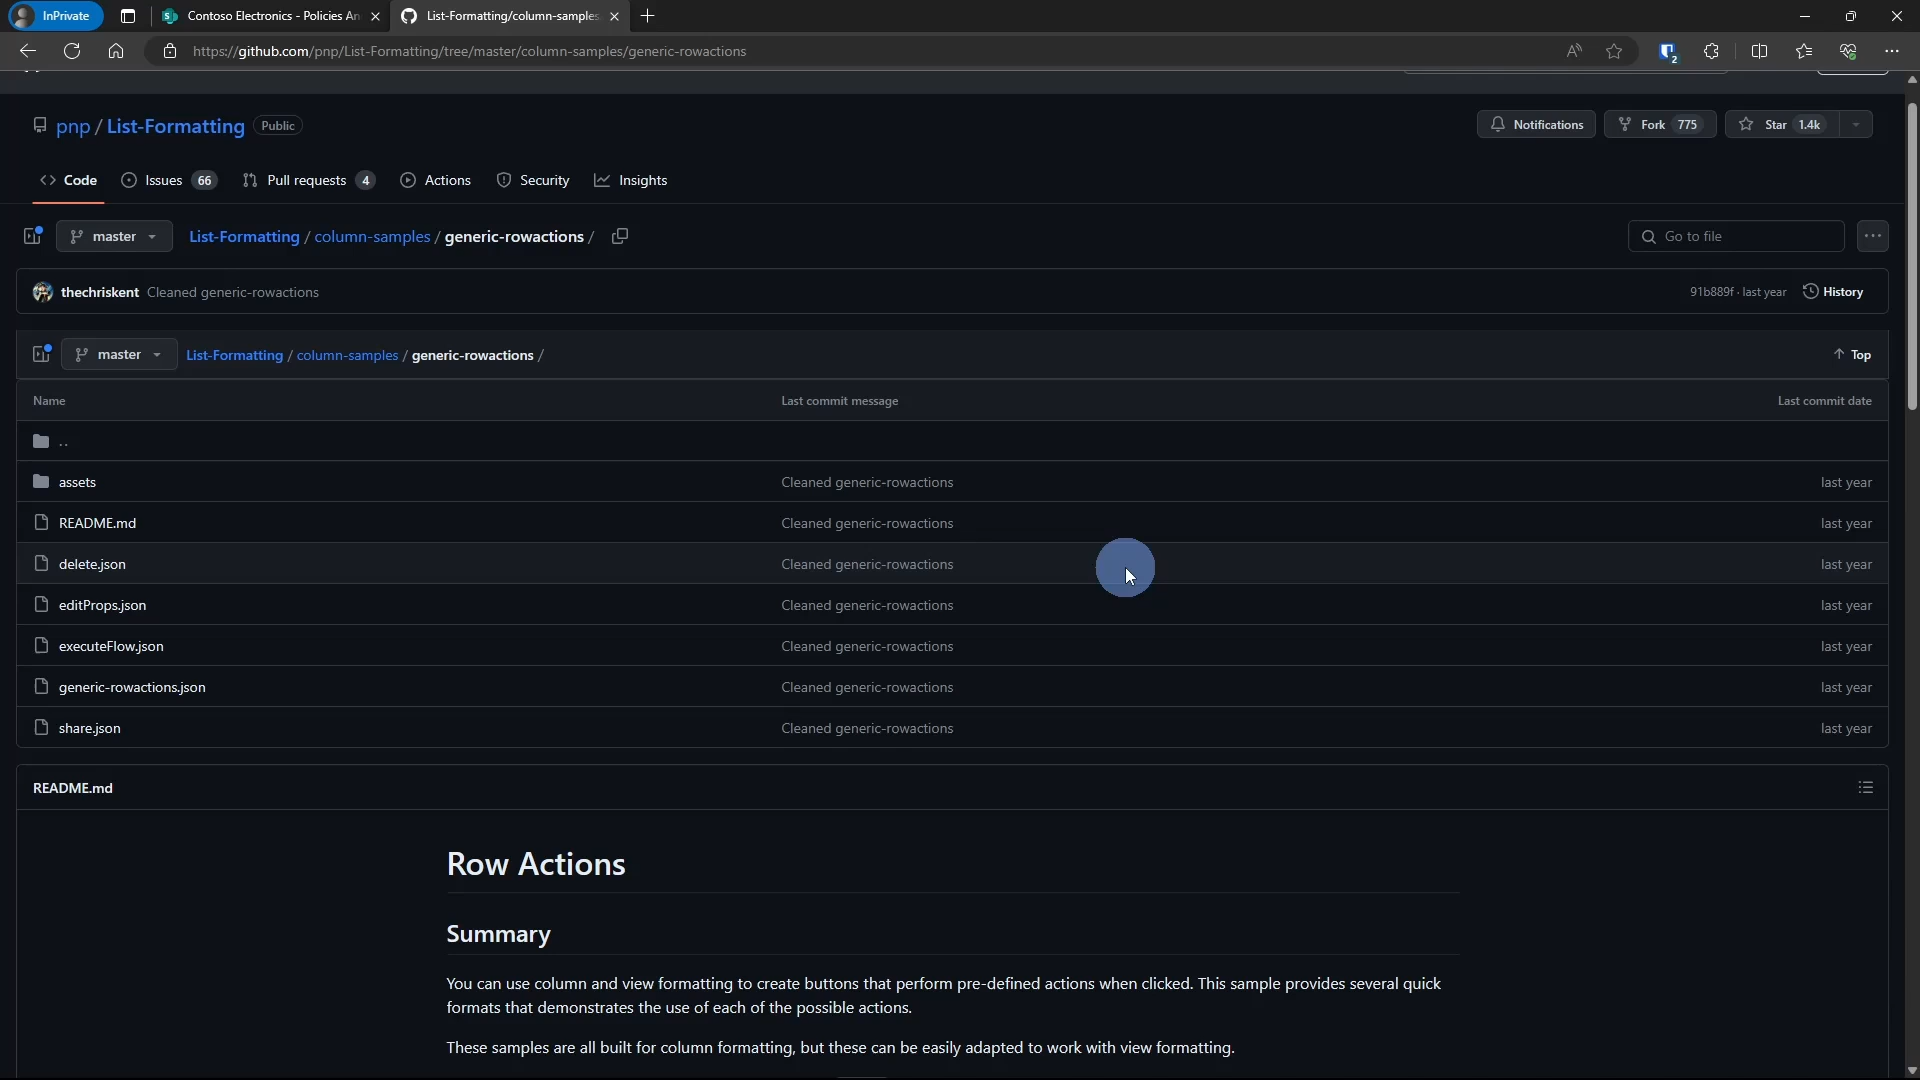 InPrivate
Contoso Electronics - Policies An
List-Formatting/column-samples
https://github.com/pnp/List-Formatting/tree/master/column-samples/generic-rowactions
2
pnp / List-Formatting Public
Notifications
Fork 775
Star 1.4k
Code
Issues 66
Pull requests 4
Actions
Security
Insights
master
List-Formatting / column-samples / generic-rowactions /
Go to file
thechriskent Cleaned generic-rowactions
91b889f · last year
History
master
List-Formatting / column-samples / generic-rowactions /
Top
Name Last commit message Last commit date
..
assets Cleaned generic-rowactions last year
README.md Cleaned generic-rowactions last year
delete.json Cleaned generic-rowactions last year
editProps.json Cleaned generic-rowactions last year
executeFlow.json Cleaned generic-rowactions last year
generic-rowactions.json Cleaned generic-rowactions last year
share.json Cleaned generic-rowactions last year
README.md
Row Actions
Summary
You can use column and view formatting to create buttons that perform pre-defined actions when clicked. This sample provides several quick
formats that demonstrates the use of each of the possible actions.
These samples are all built for column formatting, but these can be easily adapted to work with view formatting.